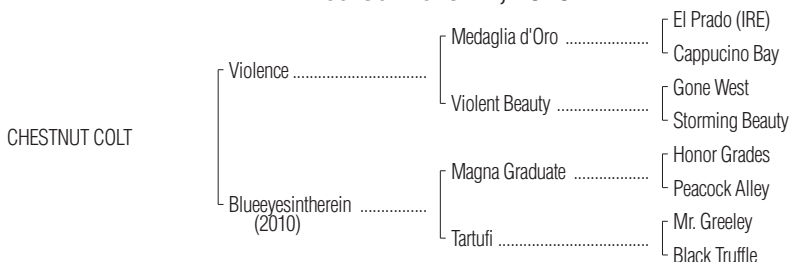 El Prado (IRE)
Medaglia d'Oro ....................
Cappucino Bay
Violence ................................
Gone West
Violent Beauty ......................
Storming Beauty
CHESTNUT COLT
Honor Grades
Magna Graduate ..................
Peacock Alley
Blueeyesintherein ................
(2010)
Mr. Greeley
Tartufi ....................................
Black Truffle